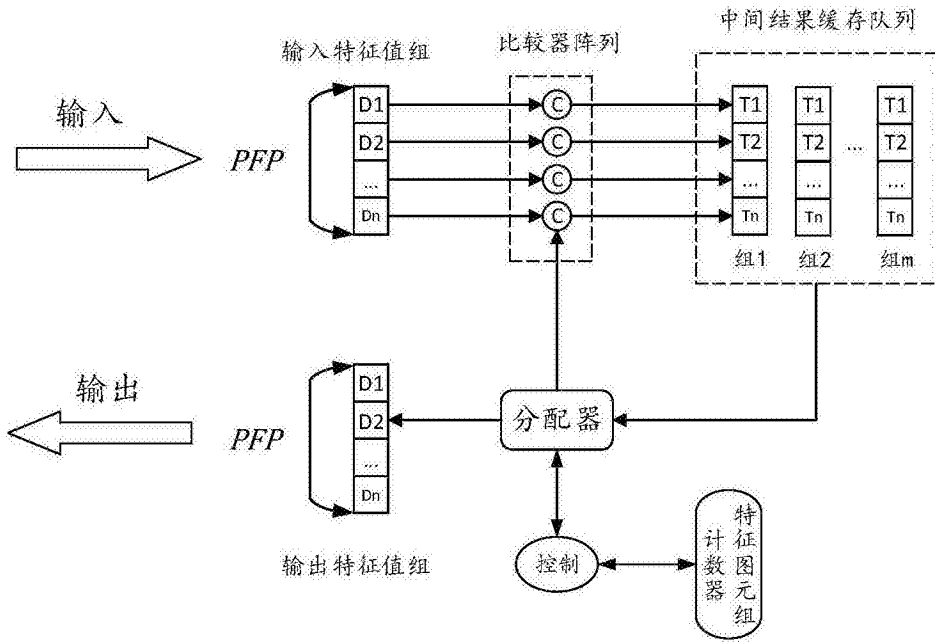 中间结果缓存队列
输入特征值组
比较器阵列
输入
PFP
D1
D2
...
Dn
C
C
C
C
T1
T2
...
Tn
T1
T2
...
Tn
...
T1
T2
...
Tn
组1
组2
组m
输出
PFP
D1
D2
...
Dn
分配器
输出特征值组
控制
特征图元组
计数器